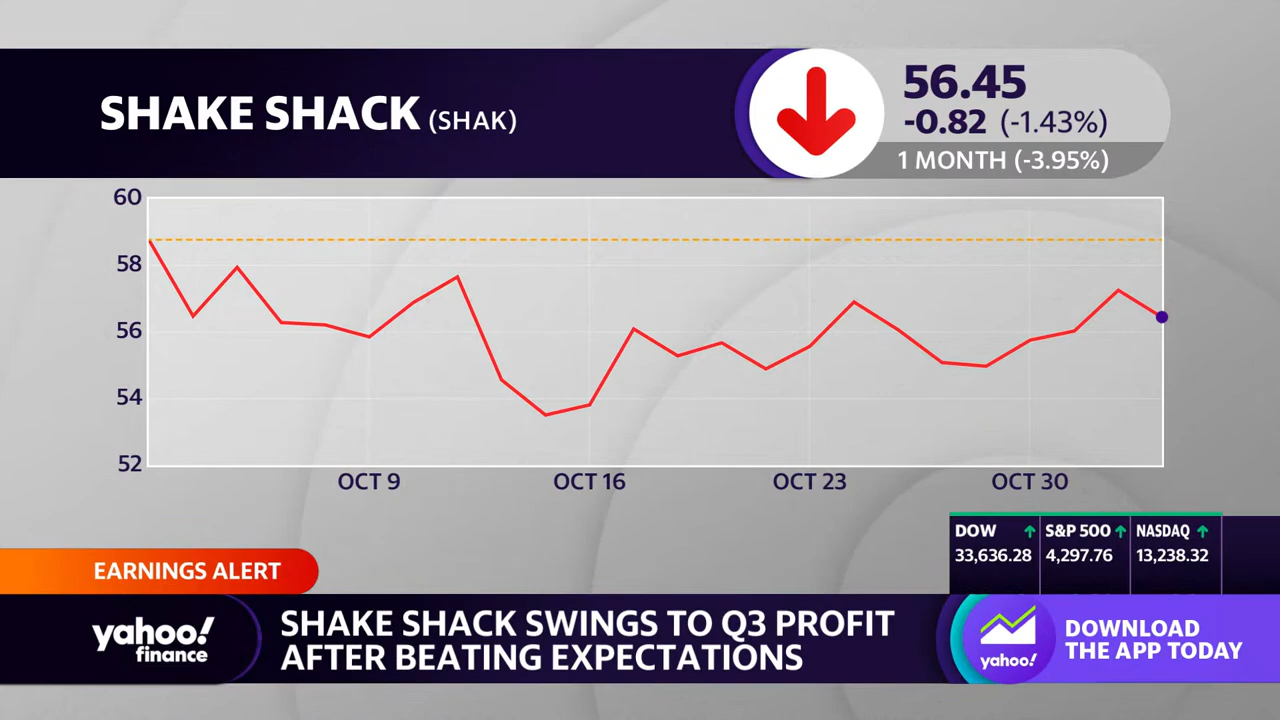 SHAKE SHACK (SHAK)
56.45
-0.82 (-1.43%)
1 MONTH (-3.95%)
60
58
56
54
52
OCT 9 OCT 16 OCT 23 OCT 30
DOW S&P 500 NASDAQ
33,636.28 4,297.76 13,238.32
EARNINGS ALERT
yahoo!
finance
SHAKE SHACK SWINGS TO Q3 PROFIT
AFTER BEATING EXPECTATIONS
yahoo!
DOWNLOAD
THE APP TODAY